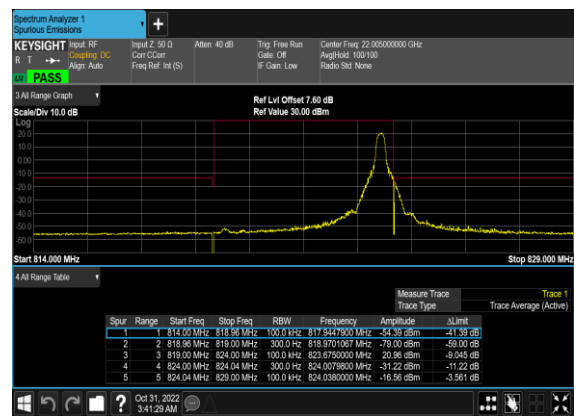 Spectrum Analyzer 1
Spurious Emissions
+
KEYSIGHT Input: RF Input Z: 50 Ω Atten: 40 dB Trig: Free Run Center Freq: 22.005000000 GHz
R T Coupling: DC Corr CCorr Gate: Off Avg|Hold: 100/100
Align: Auto Freq Ref: Int (S) IF Gain: Low Radio Std: None
PASS
3 All Range Graph
Ref Lvl Offset 7.60 dB
Scale/Div 10.0 dB Ref Value 30.00 dBm
Log
20.0
10.0
0.00
-10.0
-20.0
-30.0
-40.0
-50.0
-60.0
Start 814.000 MHz Stop 829.000 MHz
4 All Range Table
Measure Trace Trace 1
Trace Type Trace Average (Active)
Spur Range Start Freq Stop Freq RBW Frequency Amplitude ΔLimit
1 1 814.00 MHz 818.96 MHz 100.0 kHz 817.9447900 MHz -54.39 dBm -41.39 dB
2 2 818.96 MHz 819.00 MHz 300.0 Hz 818.9701067 MHz -79.00 dBm -59.00 dB
3 3 819.00 MHz 824.00 MHz 100.0 kHz 823.6750000 MHz 20.96 dBm -9.045 dB
4 4 824.00 MHz 824.04 MHz 300.0 Hz 824.0079800 MHz -31.22 dBm -11.22 dB
5 5 824.04 MHz 829.00 MHz 100.0 kHz 824.0380000 MHz -16.56 dBm -3.561 dB
? Oct 31, 2022
3:41:29 AM